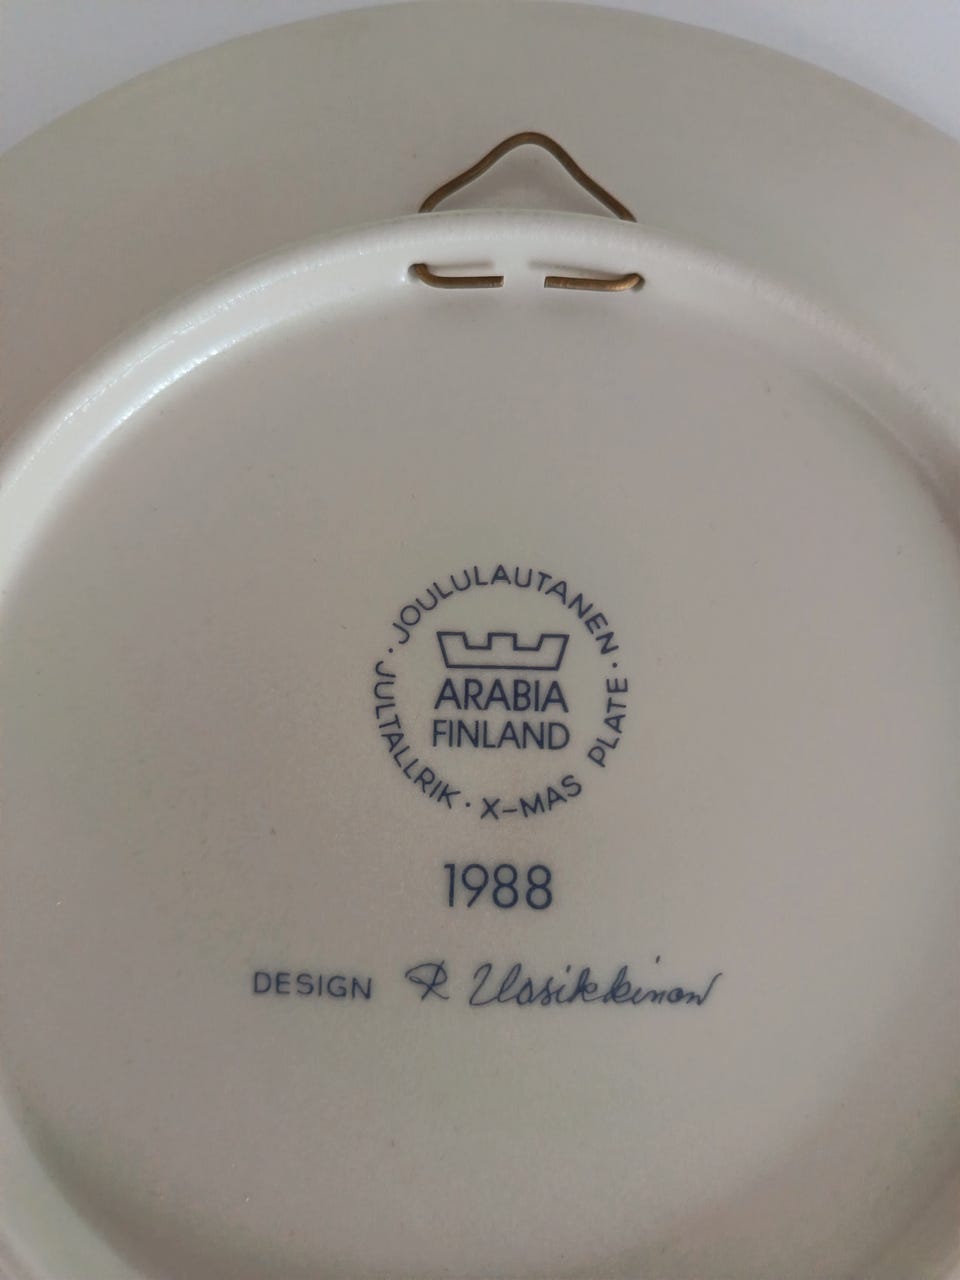 JOULULAUTANEN · X-MAS PLATE · JULTALLRIK ·
ARABIA
FINLAND
1988
DESIGN R Uosikkinen